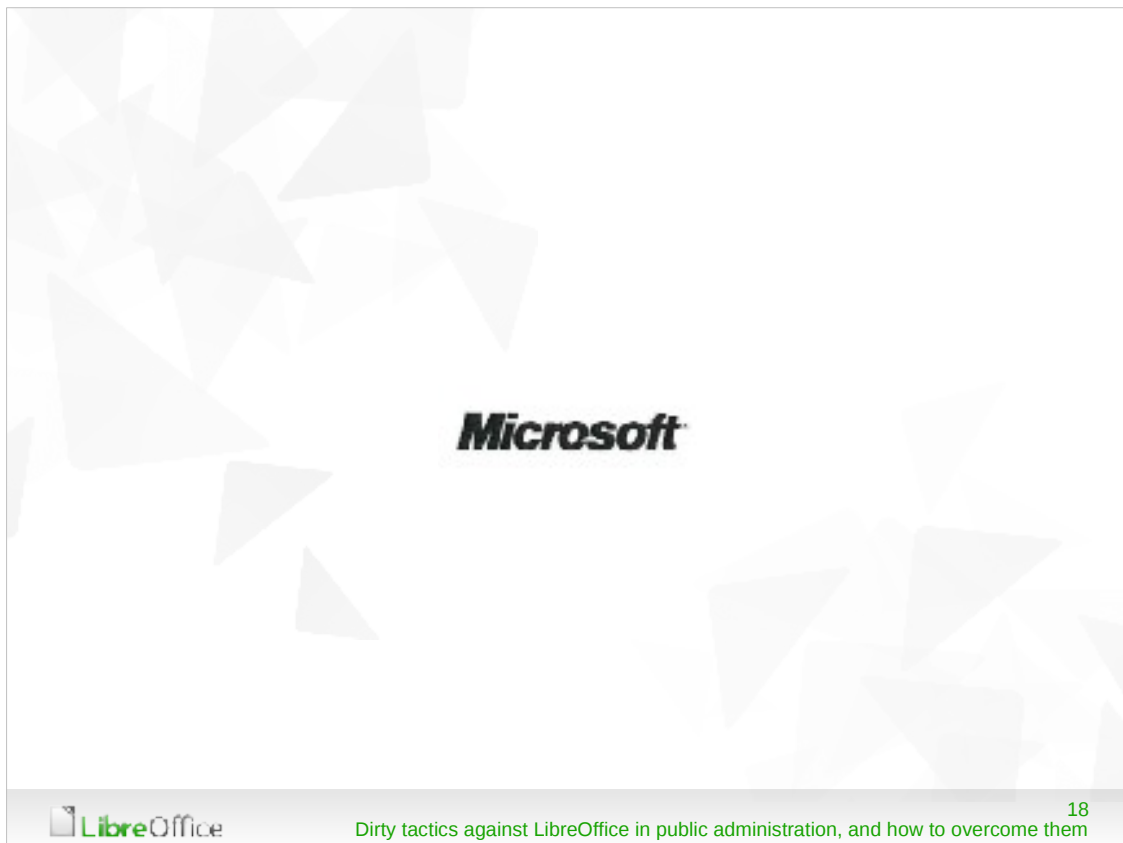 Microsoft
LibreOffice
18
Dirty tactics against LibreOffice in public administration, and how to overcome them